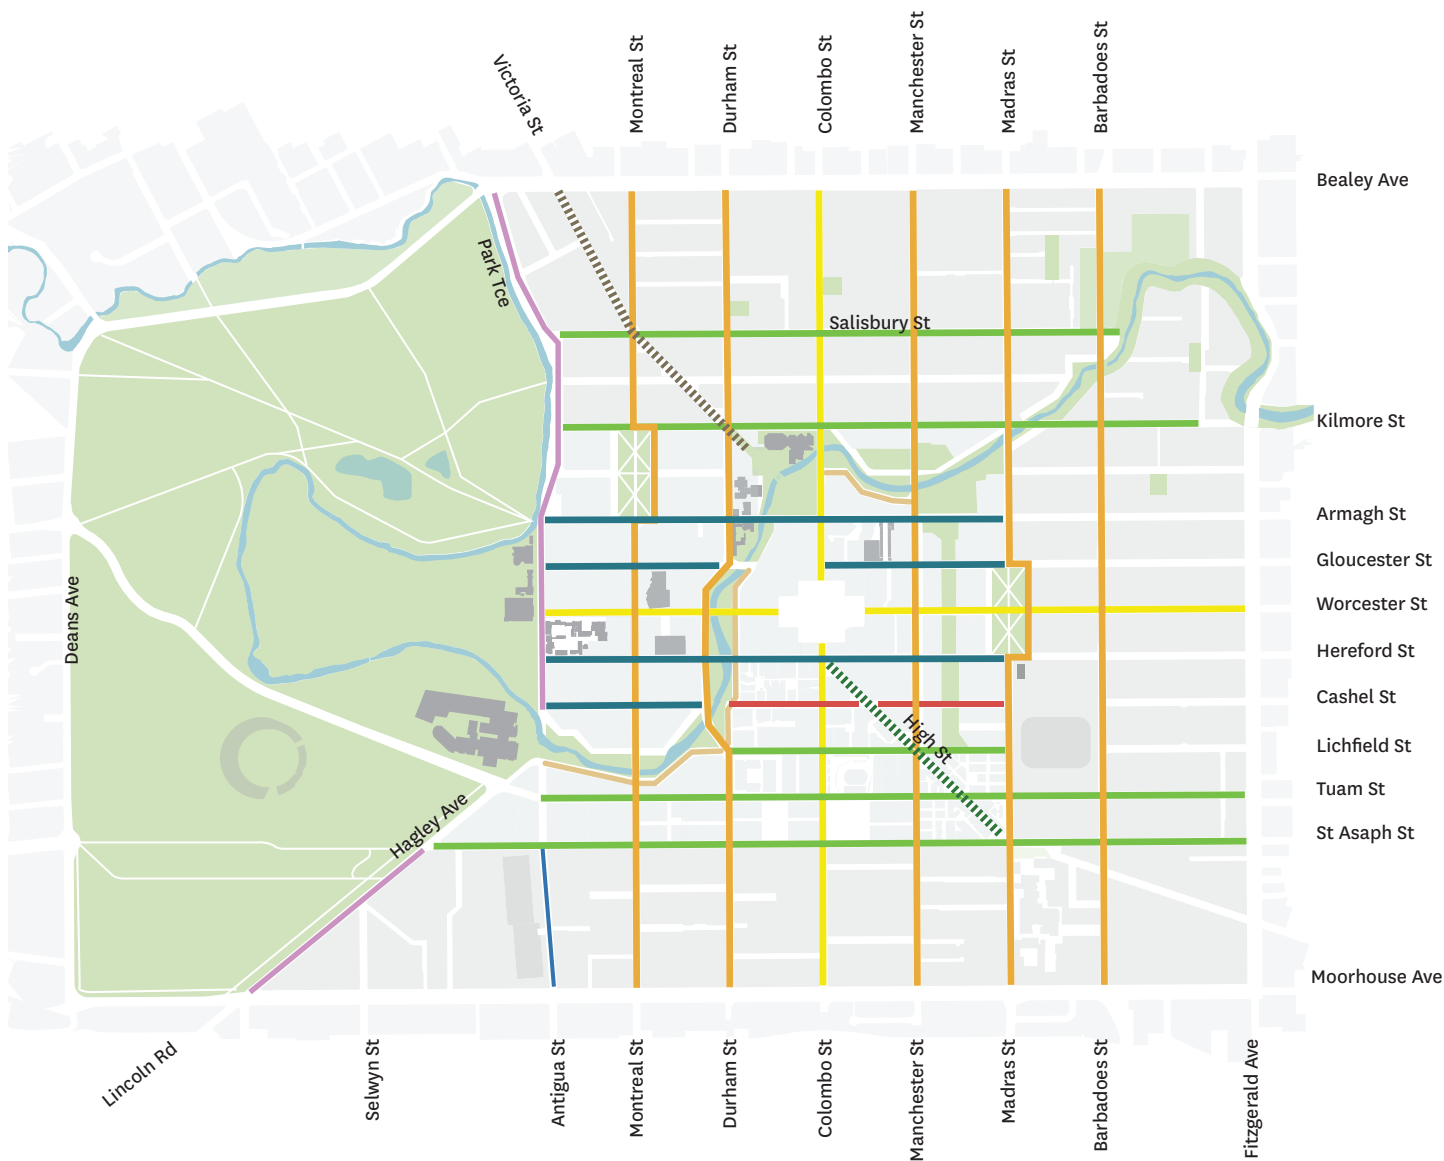 Victoria St
Montreal St
Durham St
Colombo St
Manchester St
Madras St
Barbadoes St
Bealey Ave
Park Tce
Salisbury St
Kilmore St
Armagh St
Gloucester St
Worcester St
Deans Ave
Hereford St
Cashel St
High St
Lichfield St
Tuam St
Hagley Ave
St Asaph St
Moorhouse Ave
Lincoln Rd
Selwyn St
Antigua St
Montreal St
Durham St
Colombo St
Manchester St
Madras St
Barbadoes St
Fitzgerald Ave